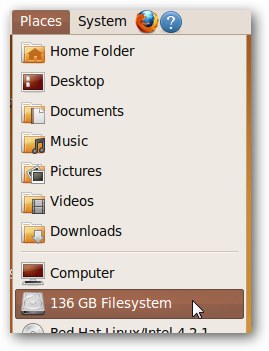 Places System ?
Home Folder
Desktop
Documents
Music
Pictures
Videos
Downloads
Computer
136 GB Filesystem
Red Hat Linux/Intel 4.2.1